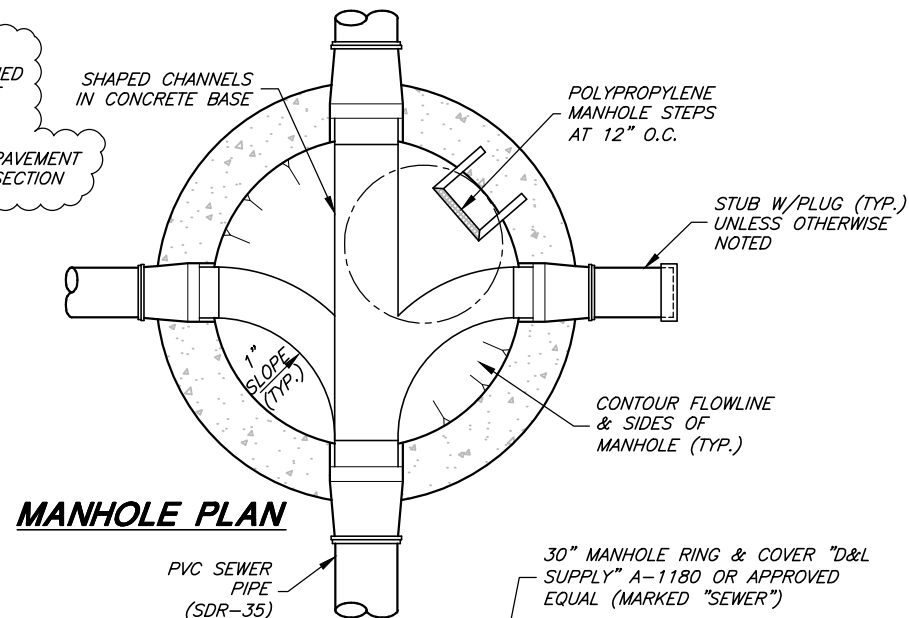 SHAPED CHANNELS
IN CONCRETE BASE
POLYPROPYLENE
MANHOLE STEPS
AT 12" O.C.
PAVEMENT
SECTION
STUB W/PLUG (TYP.)
UNLESS OTHERWISE
NOTED
1"
SLOPE
(TYP.)
CONTOUR FLOWLINE
& SIDES OF
MANHOLE (TYP.)
MANHOLE PLAN
PVC SEWER
PIPE
(SDR-35)
30" MANHOLE RING & COVER "D&L
SUPPLY" A-1180 OR APPROVED
EQUAL (MARKED "SEWER")